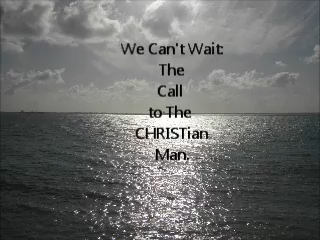 We Can't Wait:
The
Call
to The
CHRISTian
Man.